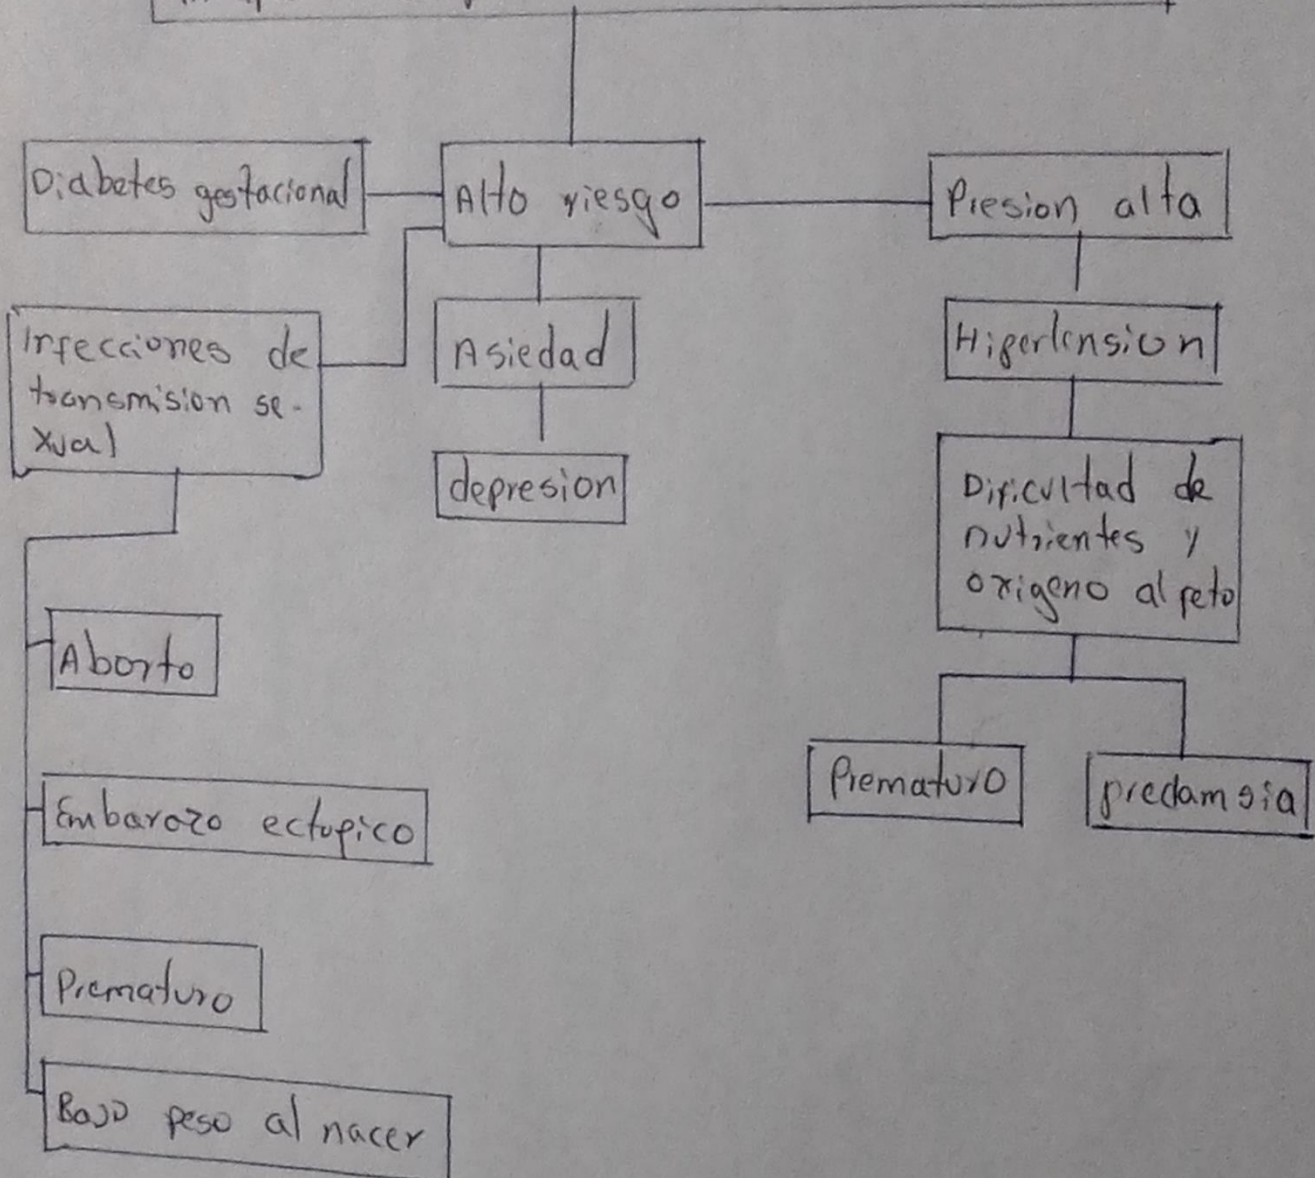 Diabetes gestacional
Alto riesgo
Presion alta
Infecciones de
transmision se-
xual
Asiedad
Hipertension
depresion
Dificultad de
nutrientes y
oxigeno al feto
Aborto
Prematuro
preclamsia
Embarazo ectopico
Prematuro
Bajo peso al nacer